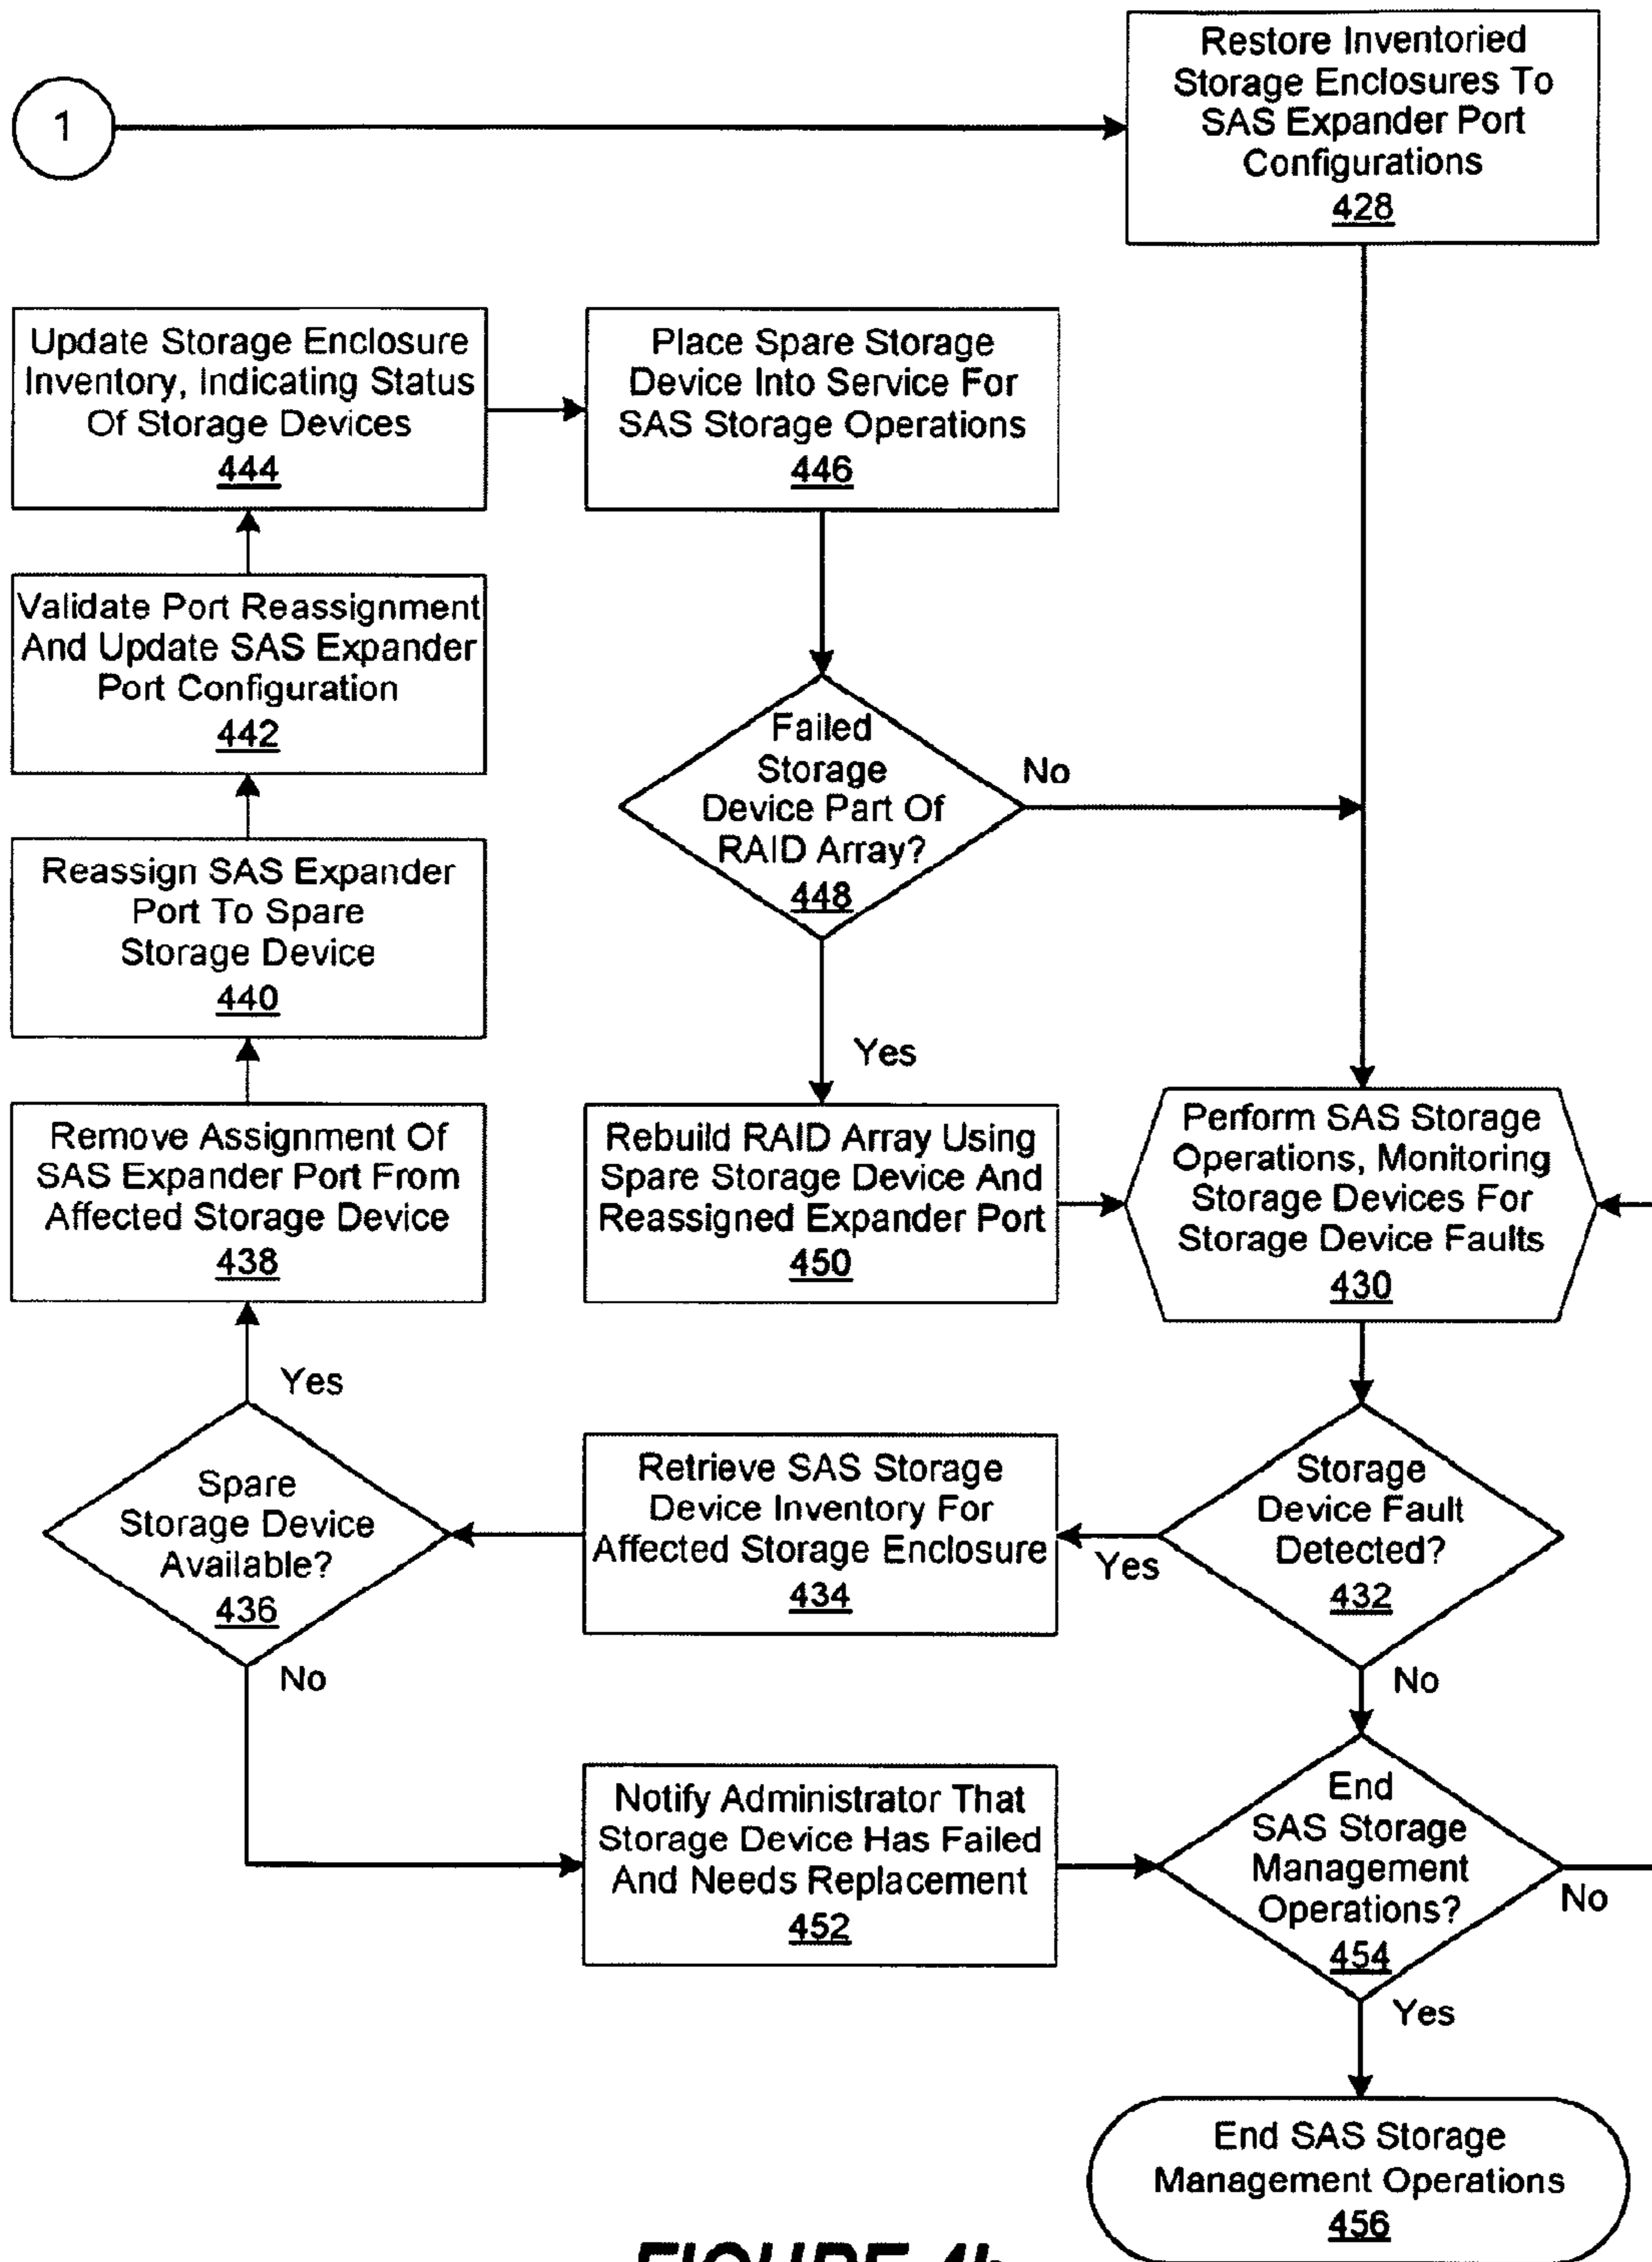 1
Restore Inventoried
Storage Enclosures To
SAS Expander Port
Configurations
428
Update Storage Enclosure
Inventory, Indicating Status
Of Storage Devices
444
Place Spare Storage
Device Into Service For
SAS Storage Operations
446
Validate Port Reassignment
And Update SAS Expander
Port Configuration
442
Failed
Storage
Device Part Of
RAID Array?
448
No
Yes
Reassign SAS Expander
Port To Spare
Storage Device
440
Remove Assignment Of
SAS Expander Port From
Affected Storage Device
438
Rebuild RAID Array Using
Spare Storage Device And
Reassigned Expander Port
450
Perform SAS Storage
Operations, Monitoring
Storage Devices For
Storage Device Faults
430
Yes
Spare
Storage Device
Available?
436
No
Retrieve SAS Storage
Device Inventory For
Affected Storage Enclosure
434
Yes
Storage
Device Fault
Detected?
432
No
Notify Administrator That
Storage Device Has Failed
And Needs Replacement
452
End
SAS Storage
Management
Operations?
454
No
Yes
End SAS Storage
Management Operations
456
FIGURE 4b